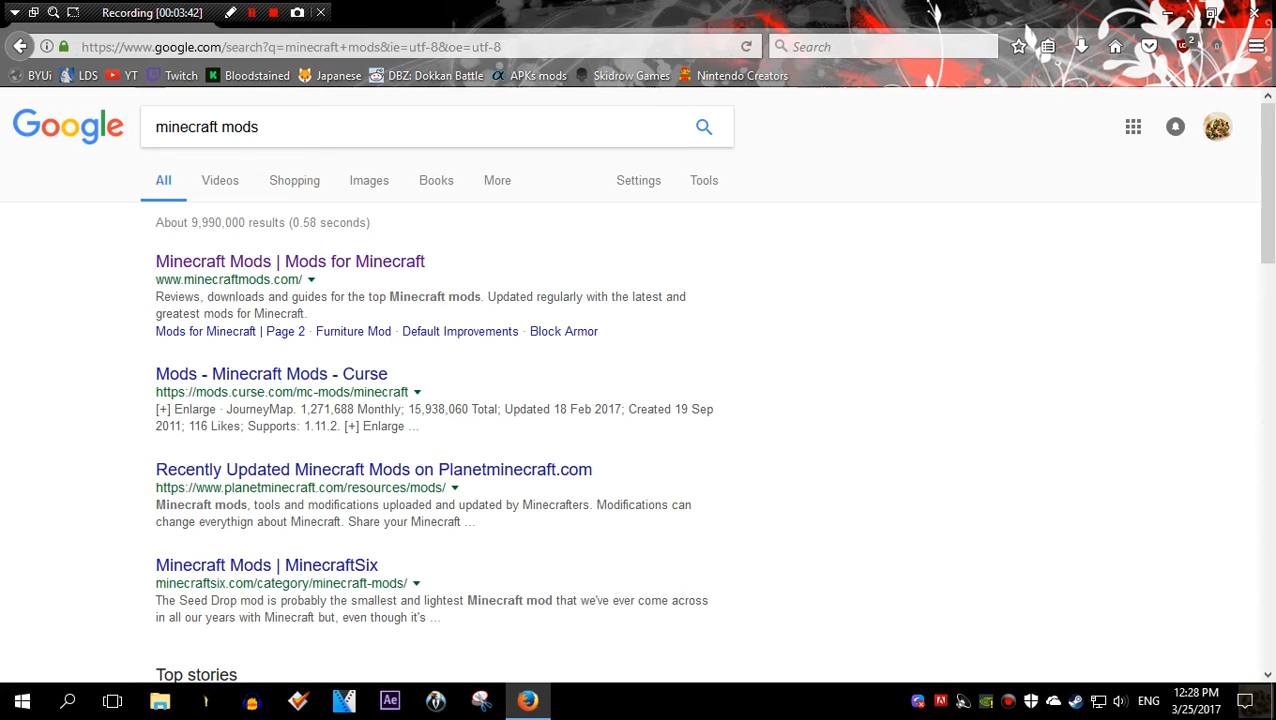 Recording [00:03:42]
https://www.google.com/search?q=minecraft+mods&ie=utf-8&oe=utf-8
Search
2
0
BYUi
LDS
YT
Twitch
Bloodstained
Japanese
DBZ: Dokkan Battle
APKs mods
Skidrow Games
Nintendo Creators
Google
minecraft mods
All
Videos
Shopping
Images
Books
More
Settings
Tools
About 9,990,000 results (0.58 seconds)
Minecraft Mods | Mods for Minecraft
www.minecraftmods.com/
Reviews, downloads and guides for the top Minecraft mods. Updated regularly with the latest and
greatest mods for Minecraft.
Mods for Minecraft | Page 2 · Furniture Mod · Default Improvements · Block Armor
Mods - Minecraft Mods - Curse
https://mods.curse.com/mc-mods/minecraft
[+] Enlarge · JourneyMap. 1,271,688 Monthly; 15,938,060 Total; Updated 18 Feb 2017; Created 19 Sep
2011; 116 Likes; Supports: 1.11.2. [+] Enlarge ...
Recently Updated Minecraft Mods on Planetminecraft.com
https://www.planetminecraft.com/resources/mods/
Minecraft mods, tools and modifications uploaded and updated by Minecrafters. Modifications can
change everythign about Minecraft. Share your Minecraft ...
Minecraft Mods | MinecraftSix
minecraftsix.com/category/minecraft-mods/
The Seed Drop mod is probably the smallest and lightest Minecraft mod that we've ever come across
in all our years with Minecraft but, even though it's ...
Top stories
Ae
ENG
12:28 PM
3/25/2017